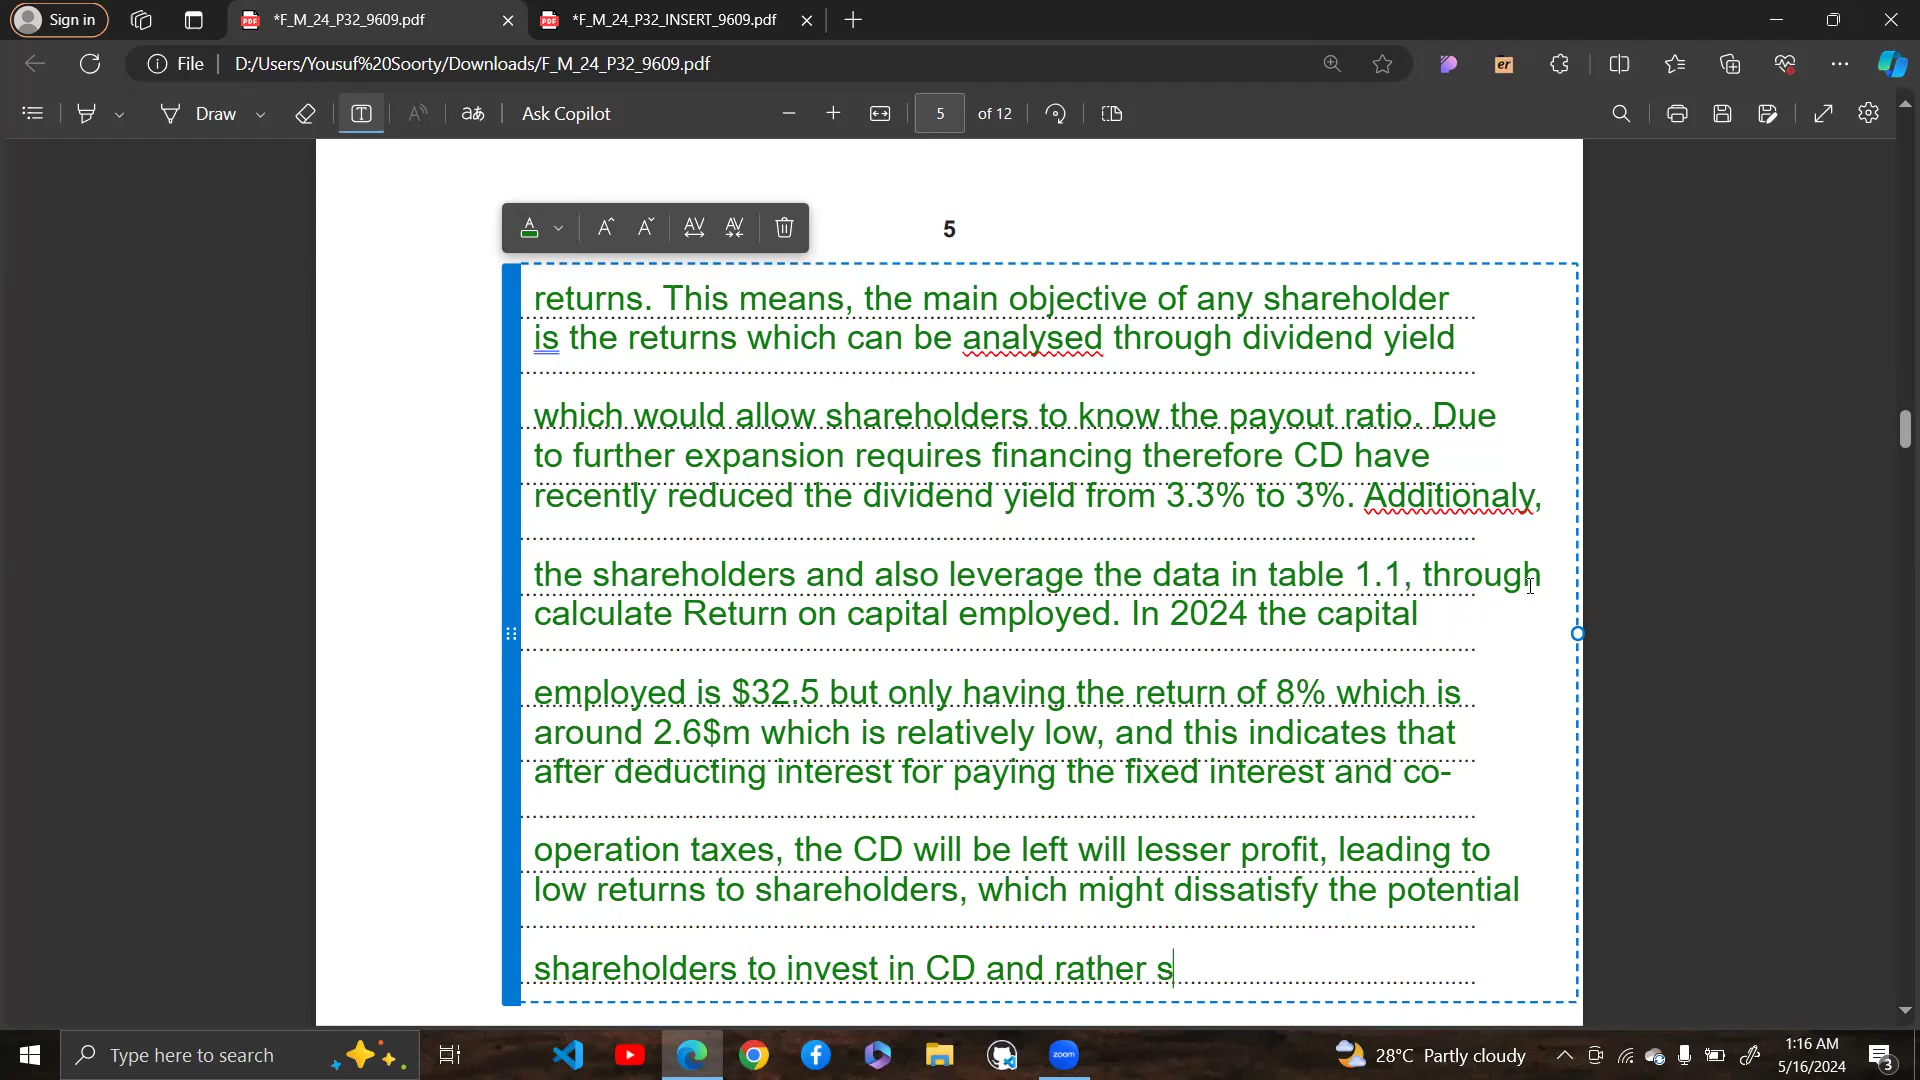 Sign in
*F_M_24_P32_9609.pdf
*F_M_24_P32_INSERT_9609.pdf
File
D:/Users/Yousuf%20Soorty/Downloads/F_M_24_P32_9609.pdf
er
Draw
aあ
Ask Copilot
5 of 12
5
returns. This means, the main objective of any shareholder
is the returns which can be analysed through dividend yield
which would allow shareholders to know the payout ratio. Due
to further expansion requires financing therefore CD have
recently reduced the dividend yield from 3.3% to 3%. Additionaly,
the shareholders and also leverage the data in table 1.1, through
calculate Return on capital employed. In 2024 the capital
employed is $32.5 but only having the return of 8% which is
around 2.6$m which is relatively low, and this indicates that
after deducting interest for paying the fixed interest and co-
operation taxes, the CD will be left will lesser profit, leading to
low returns to shareholders, which might dissatisfy the potential
shareholders to invest in CD and rather s
Type here to search
zoom
28°C Partly cloudy
1:16 AM
5/16/2024
3